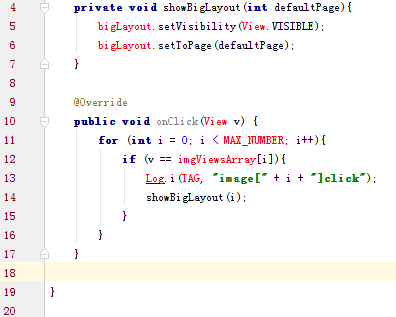 4 private void showBigLayout(int defaultPage){
5 bigLayout.setVisibility(View.VISIBLE);
6 bigLayout.setToPage(defaultPage);
7 }
8
9 @Override
10 public void onClick(View v) {
11 for (int i = 0; i < MAX_NUMBER; i++){
12 if (v == imgViewsArray[i]){
13 Log.i(TAG, "image[" + i + "]click");
14 showBigLayout(i);
15 }
16 }
17 }
18
19 }
20